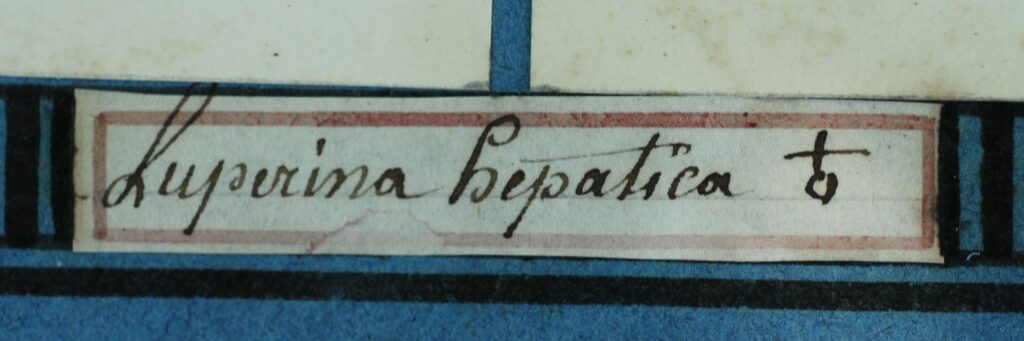 Luperina hepatica ♁